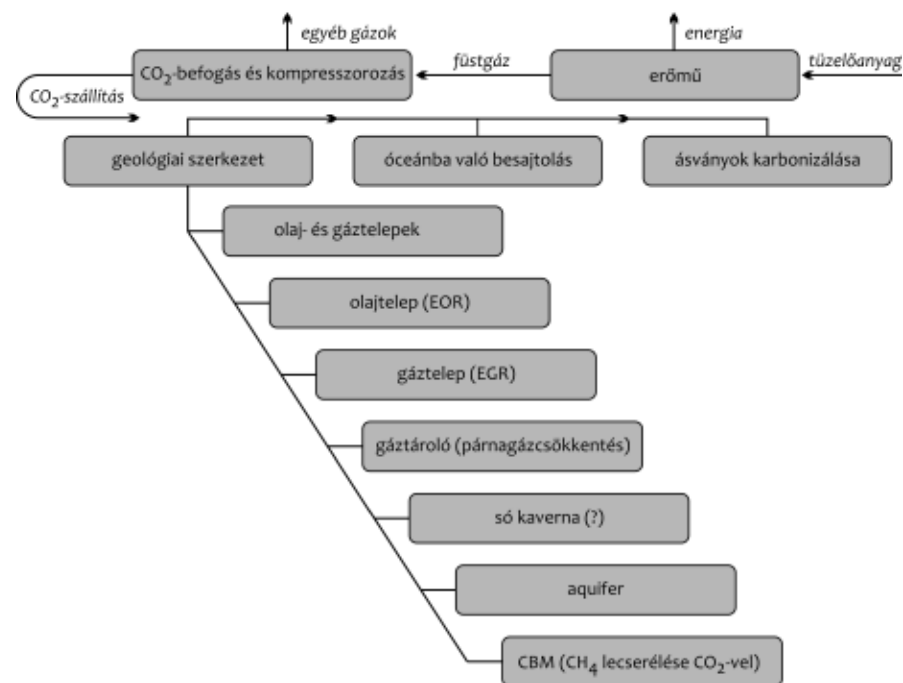 egyéb gázok
energia
CO₂-befogás és kompresszorozás
füstgáz
erőmű
tüzelőanyag
CO₂-szállítás
geológiai szerkezet
óceánba való besajtolás
ásványok karbonizálása
olaj- és gáztelepek
olajtelep (EOR)
gáztelep (EGR)
gáztároló (párnagázcsökkentés)
só kaverna (?)
aquifer
CBM (CH₄ lecserélése CO₂-vel)